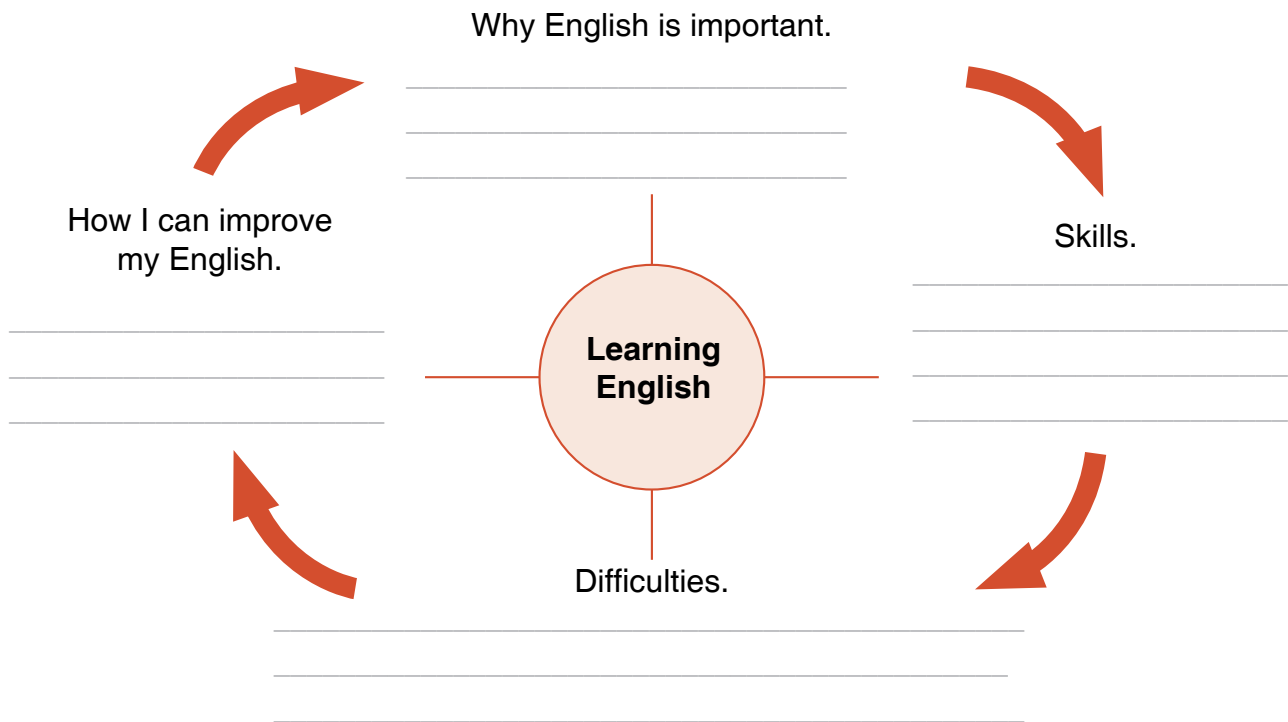 Why English is important.
How I can improve
my English.
Skills.
Learning
English
Difficulties.